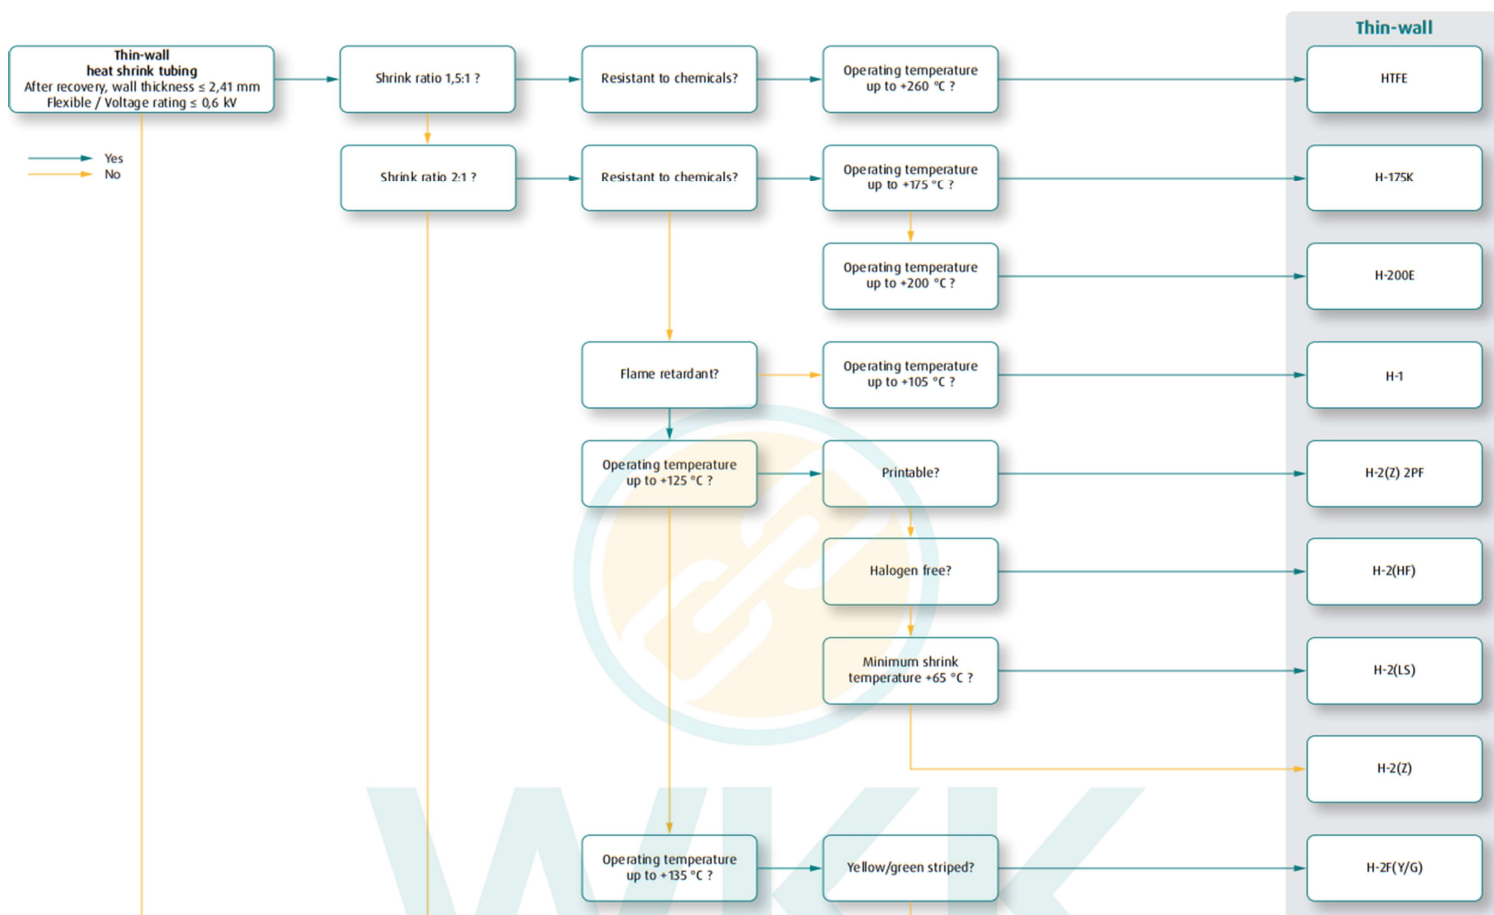 Thin-wall
Thin-wall
heat shrink tubing
After recovery, wall thickness ≤ 2,41 mm
Flexible / Voltage rating ≤ 0,6 kV
Shrink ratio 1,5:1 ?
Resistant to chemicals?
Operating temperature
up to +260 °C ?
HTFE
Yes
No
Shrink ratio 2:1 ?
Resistant to chemicals?
Operating temperature
up to +175 °C ?
H-175K
Operating temperature
up to +200 °C ?
H-200E
Flame retardant?
Operating temperature
up to +105 °C ?
H-1
Operating temperature
up to +125 °C ?
Printable?
H-2(Z) 2PF
Halogen free?
H-2(HF)
Minimum shrink
temperature +65 °C ?
H-2(LS)
H-2(Z)
WKK
Operating temperature
up to +135 °C ?
Yellow/green striped?
H-2F(Y/G)